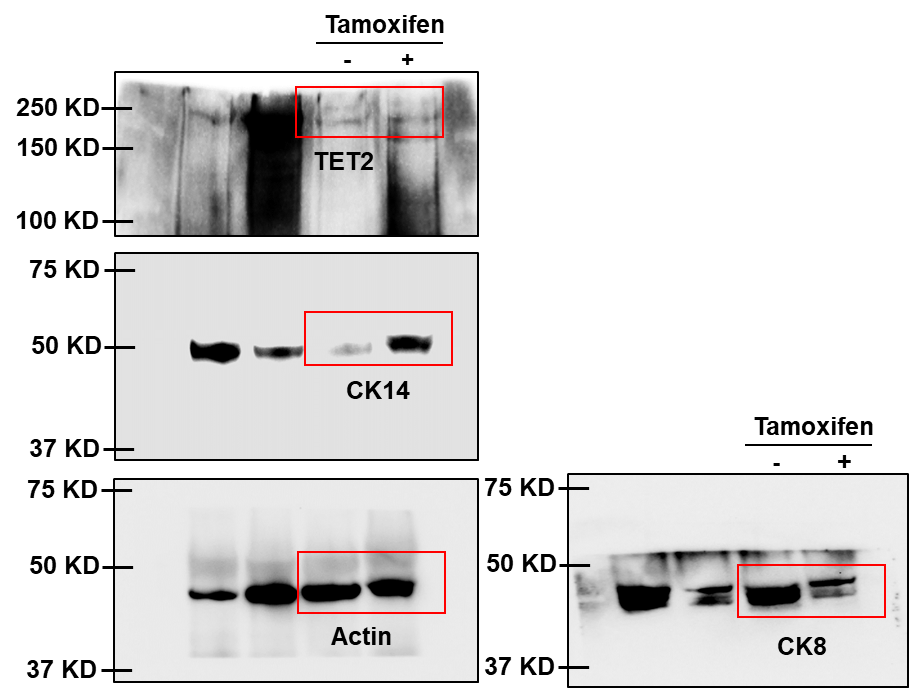 Tamoxifen
- +
250 KD
150 KD
TET2
100 KD
75 KD
50 KD
CK14
37 KD
75 KD
50 KD
Actin
37 KD
Tamoxifen
- +
75 KD
50 KD
CK8
37 KD